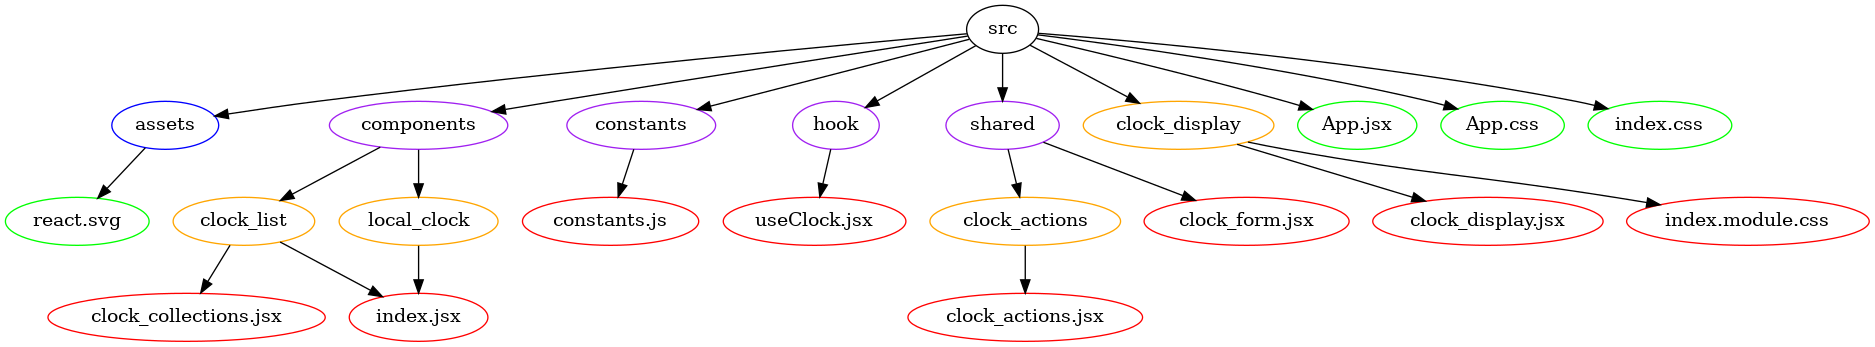 src
assets
components
constants
hook
shared
clock_display
App.jsx
App.css
index.css
react.svg
clock_list
local_clock
constants.js
useClock.jsx
clock_actions
clock_form.jsx
clock_display.jsx
index.module.css
clock_collections.jsx
index.jsx
clock_actions.jsx